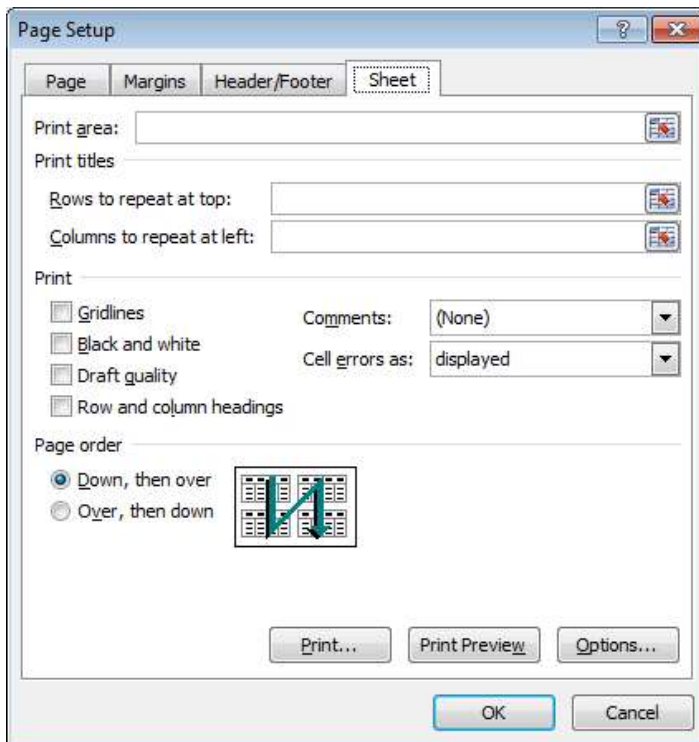 Page Setup
Page Margins Header/Footer Sheet
Print area:
Print titles
Rows to repeat at top:
Columns to repeat at left:
Print
Gridlines
Comments: (None)
Black and white
Cell errors as: displayed
Draft quality
Row and column headings
Page order
Down, then over
Over, then down
Print... Print Preview Options...
OK Cancel